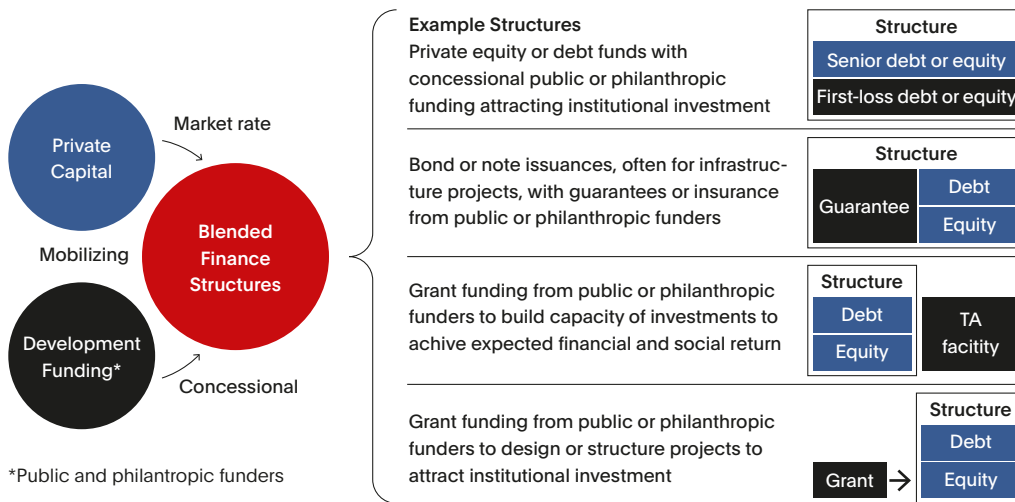 Private
Capital
Market rate
Mobilizing
Blended
Finance
Structures
Development
Funding*
Concessional
*Public and philantropic funders
Example Structures
Private equity or debt funds with
concessional public or philanthropic
funding attracting institutional investment
Structure
Senior debt or equity
First-loss debt or equity
Bond or note issuances, often for infrastruc-
ture projects, with guarantees or insurance
from public or philanthropic funders
Structure
Guarantee
Debt
Equity
Grant funding from public or philanthropic
funders to build capacity of investments to
achive expected financial and social return
Structure
Debt
Equity
TA
facitity
Grant funding from public or philanthropic
funders to design or structure projects to
attract institutional investment
Grant
Structure
Debt
Equity